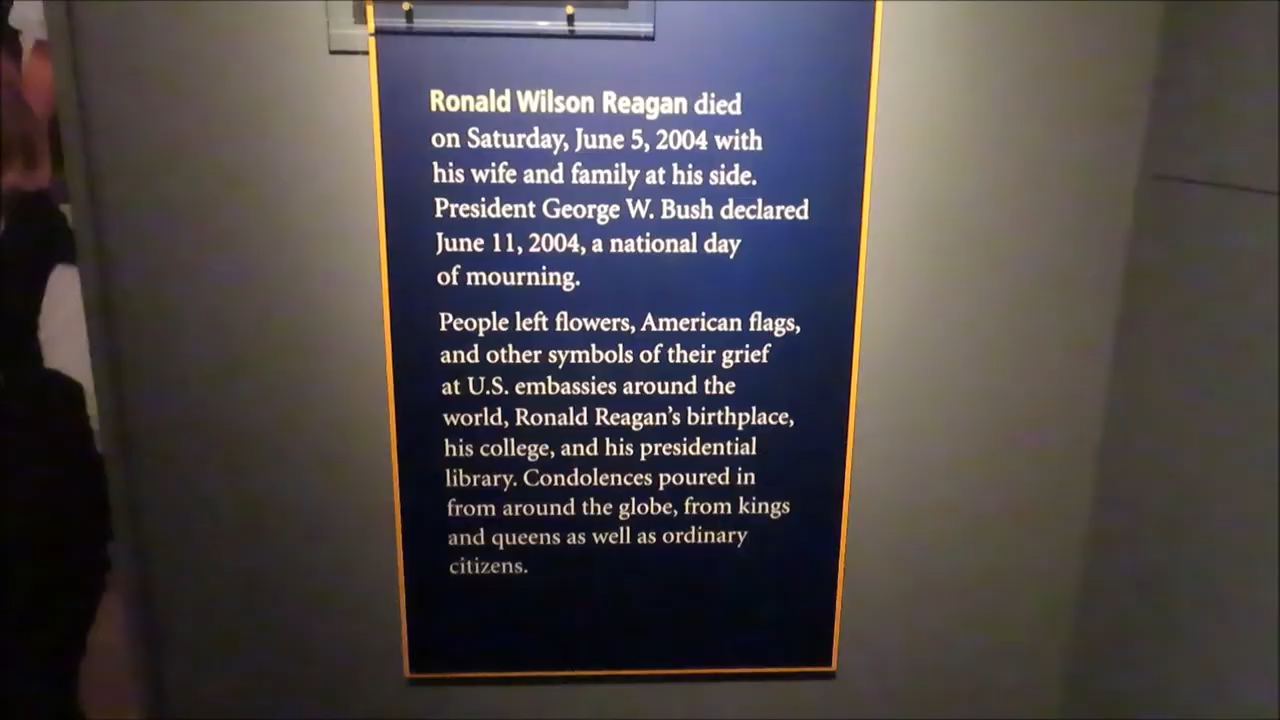 Ronald Wilson Reagan died
on Saturday, June 5, 2004 with
his wife and family at his side.
President George W. Bush declared
June 11, 2004, a national day
of mourning.
People left flowers, American flags,
and other symbols of their grief
at U.S. embassies around the
world, Ronald Reagan's birthplace,
his college, and his presidential
library. Condolences poured in
from around the globe, from kings
and queens as well as ordinary
citizens.